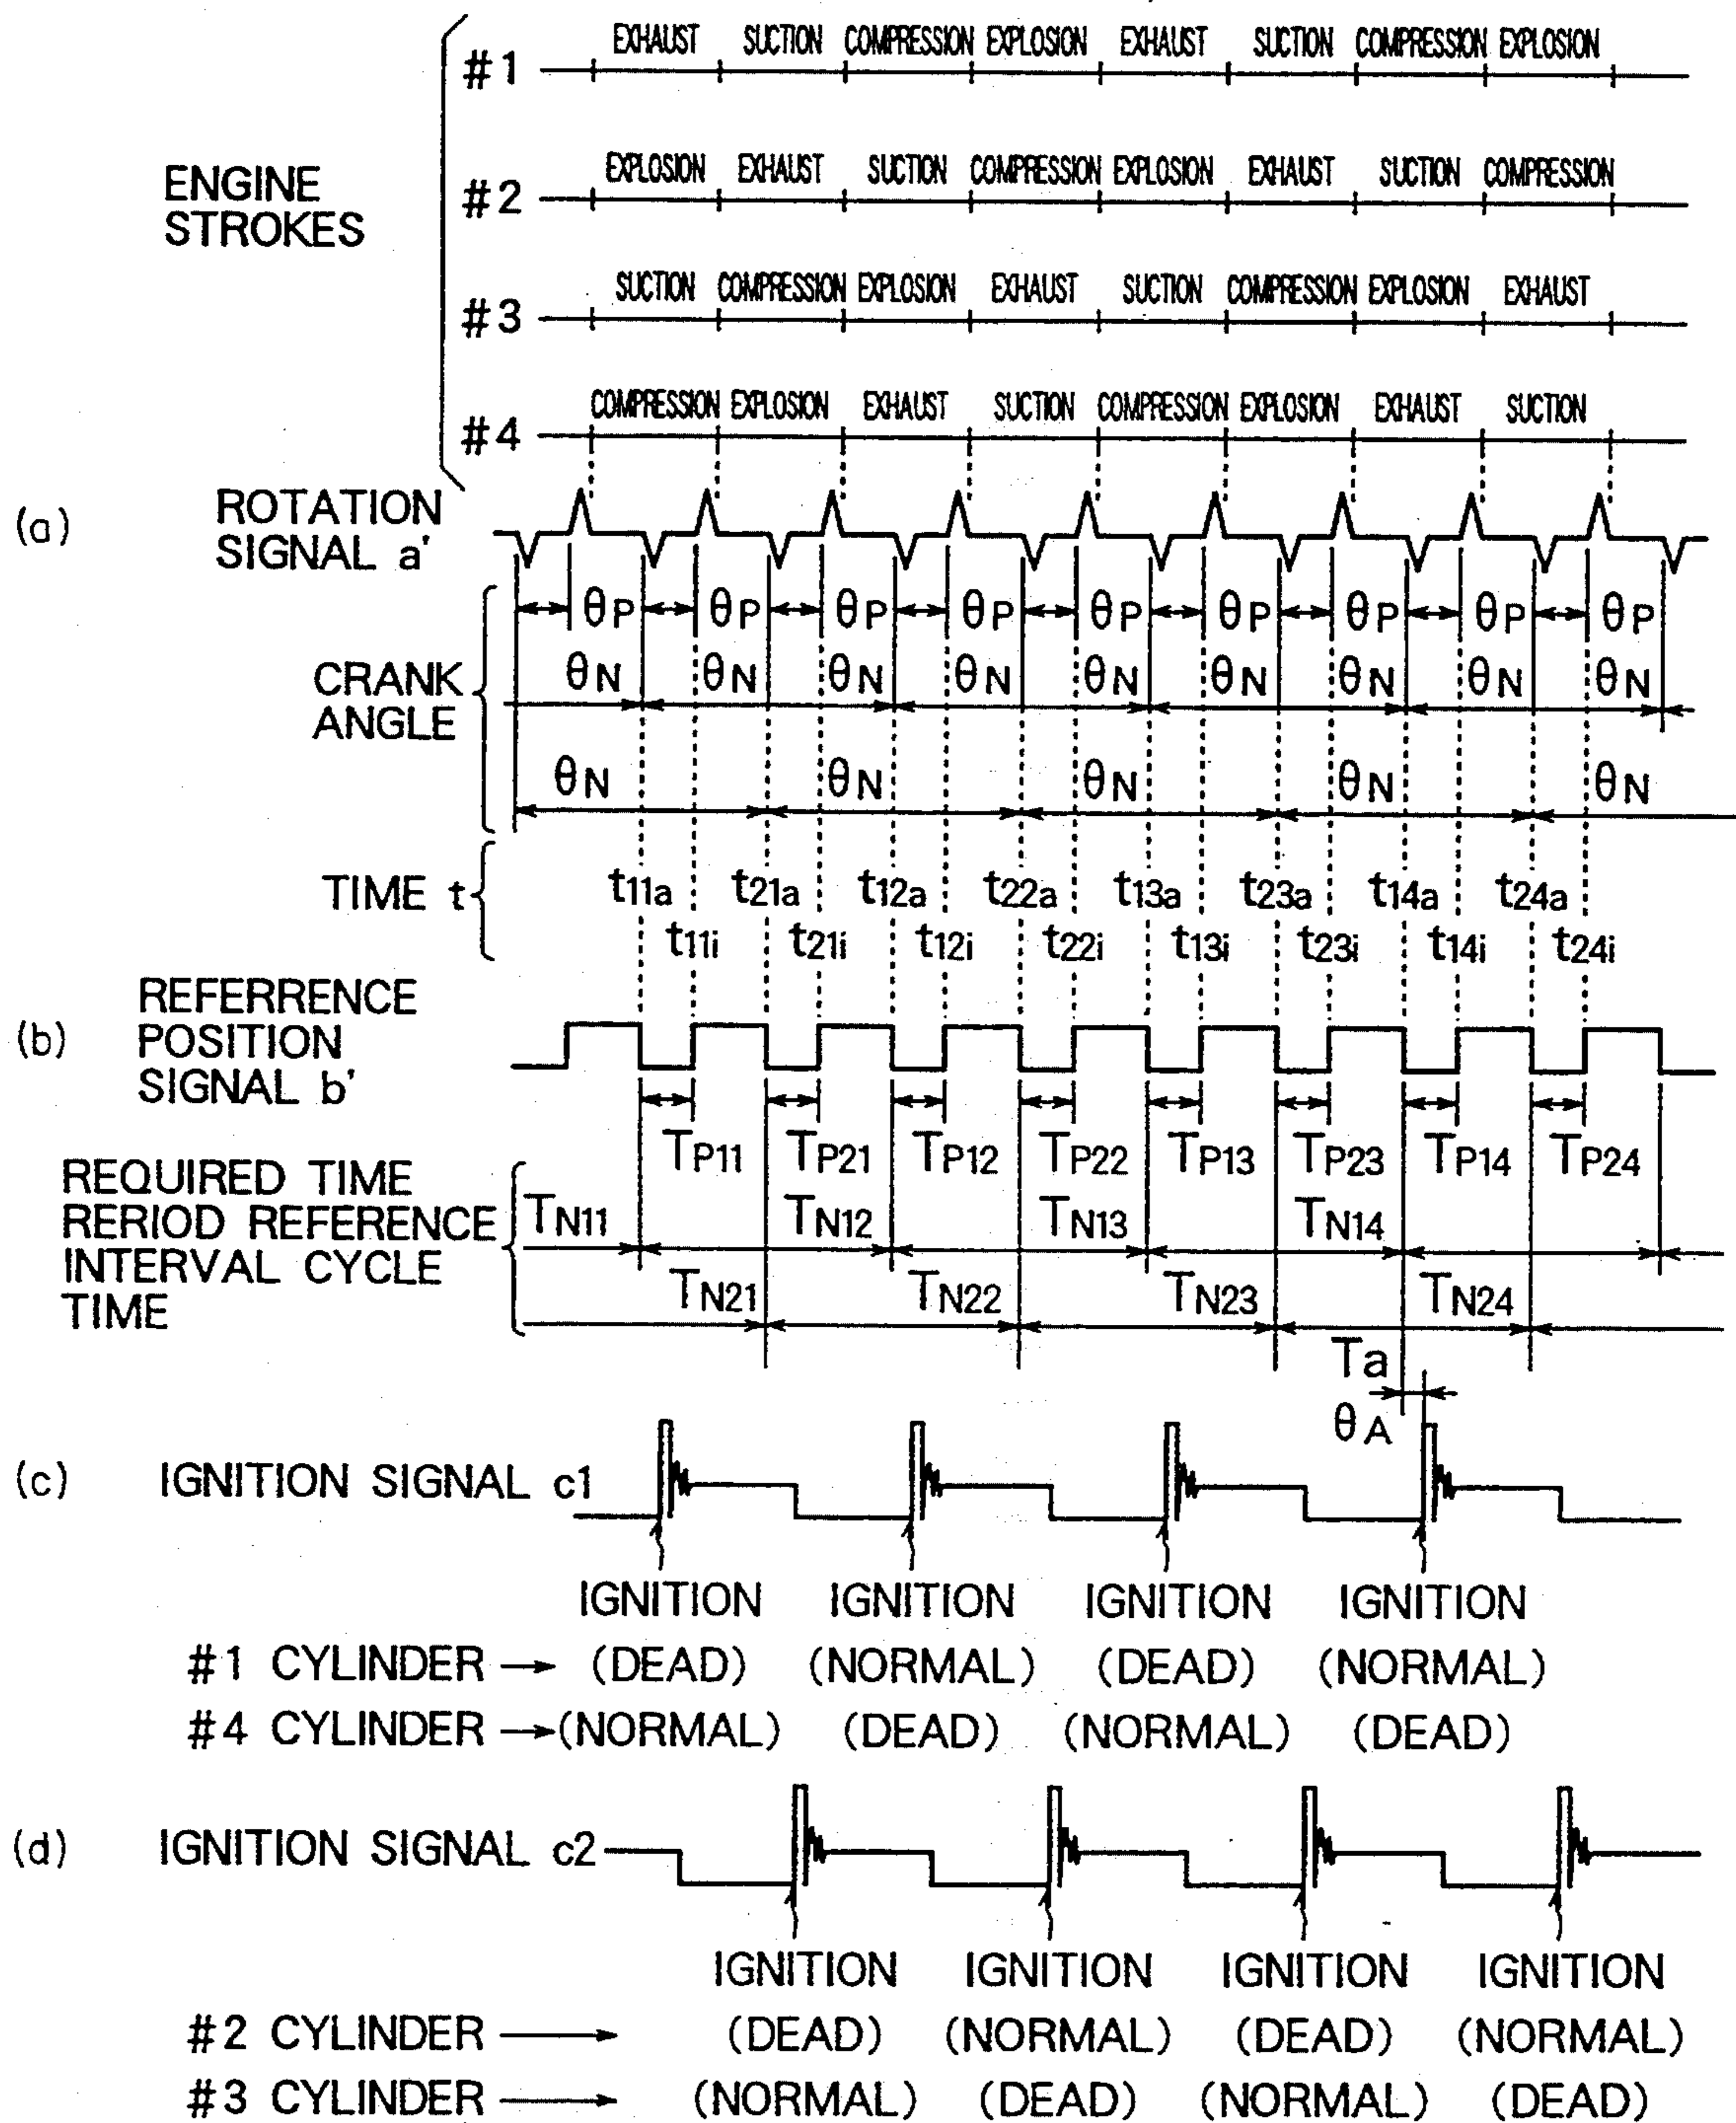 EXHAUST SUCTION COMPRESSION EXPLOSION EXHAUST SUCTION COMPRESSION EXPLOSION
#1
EXPLOSION EXHAUST SUCTION COMPRESSION EXPLOSION EXHAUST SUCTION COMPRESSION
ENGINE
STROKES
#2
SUCTION COMPRESSION EXPLOSION EXHAUST SUCTION COMPRESSION EXPLOSION EXHAUST
#3
COMPRESSION EXPLOSION EXHAUST SUCTION COMPRESSION EXPLOSION EXHAUST SUCTION
#4
(a) ROTATION
SIGNAL a'
θP θP θP θP θP θP θP θP θP
CRANK
ANGLE
θN θN θN θN θN θN θN θN θN
θN θN θN θN θN
TIME t
t11a t21a t12a t22a t13a t23a t14a t24a
t11i t21i t12i t22i t13i t23i t14i t24i
(b) REFERRENCE
POSITION
SIGNAL b'
TP11 TP21 TP12 TP22 TP13 TP23 TP14 TP24
REQUIRED TIME
RERIOD REFERENCE
INTERVAL CYCLE
TIME
TN11 TN12 TN13 TN14
TN21 TN22 TN23 TN24
Ta
θA
(c) IGNITION SIGNAL c1
IGNITION IGNITION IGNITION IGNITION
#1 CYLINDER → (DEAD) (NORMAL) (DEAD) (NORMAL)
#4 CYLINDER → (NORMAL) (DEAD) (NORMAL) (DEAD)
(d) IGNITION SIGNAL c2
IGNITION IGNITION IGNITION IGNITION
#2 CYLINDER → (DEAD) (NORMAL) (DEAD) (NORMAL)
#3 CYLINDER → (NORMAL) (DEAD) (NORMAL) (DEAD)